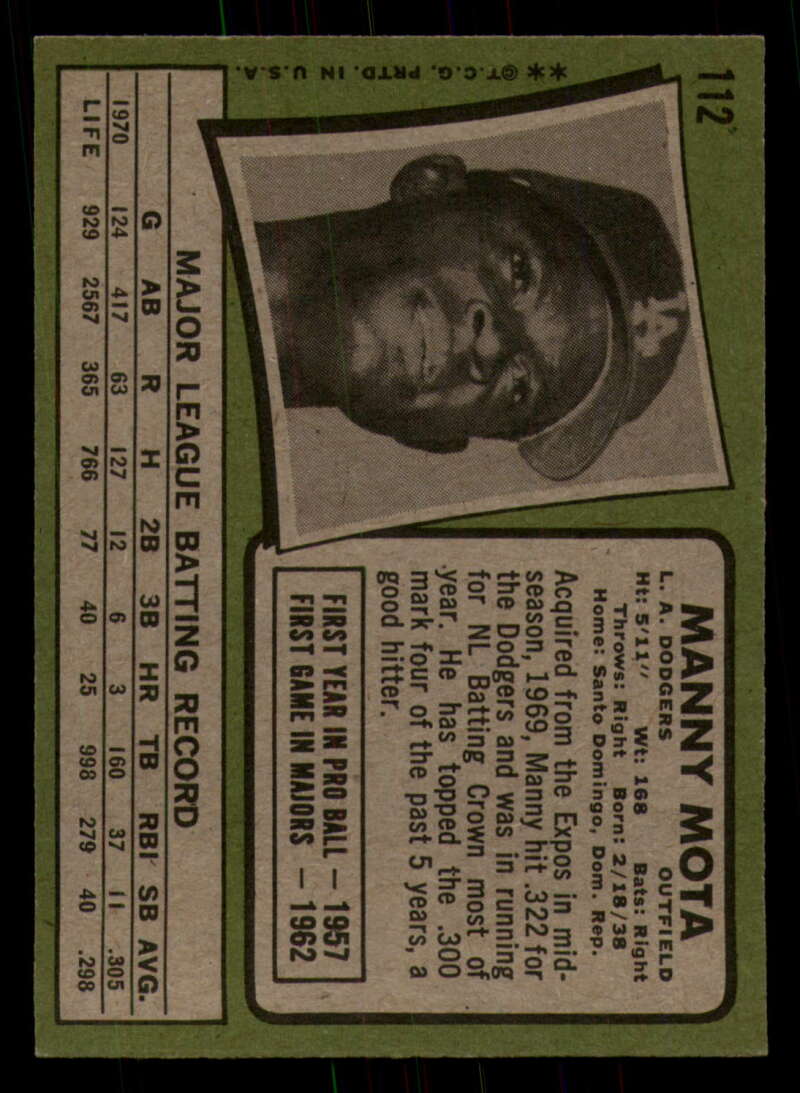 112
** ©T.C.G. PRTD. IN U.S.A.
LA
MANNY MOTA
L. A. DODGERS OUTFIELD
Ht: 5'11" Wt: 168 Bats: Right
Throws: Right Born: 2/18/38
Home: Santo Domingo, Dom. Rep.
Acquired from the Expos in mid-
season, 1969, Manny hit .322 for
the Dodgers and was in running
for NL Batting Crown most of
year. He has topped the .300
mark four of the past 5 years, a
good hitter.
FIRST YEAR IN PRO BALL — 1957
FIRST GAME IN MAJORS — 1962
MAJOR LEAGUE BATTING RECORD
G AB R H 2B 3B HR TB RBI SB AVG.
1970 124 417 63 127 12 6 3 160 37 11 .305
LIFE 929 2567 365 766 77 40 25 998 279 40 .298